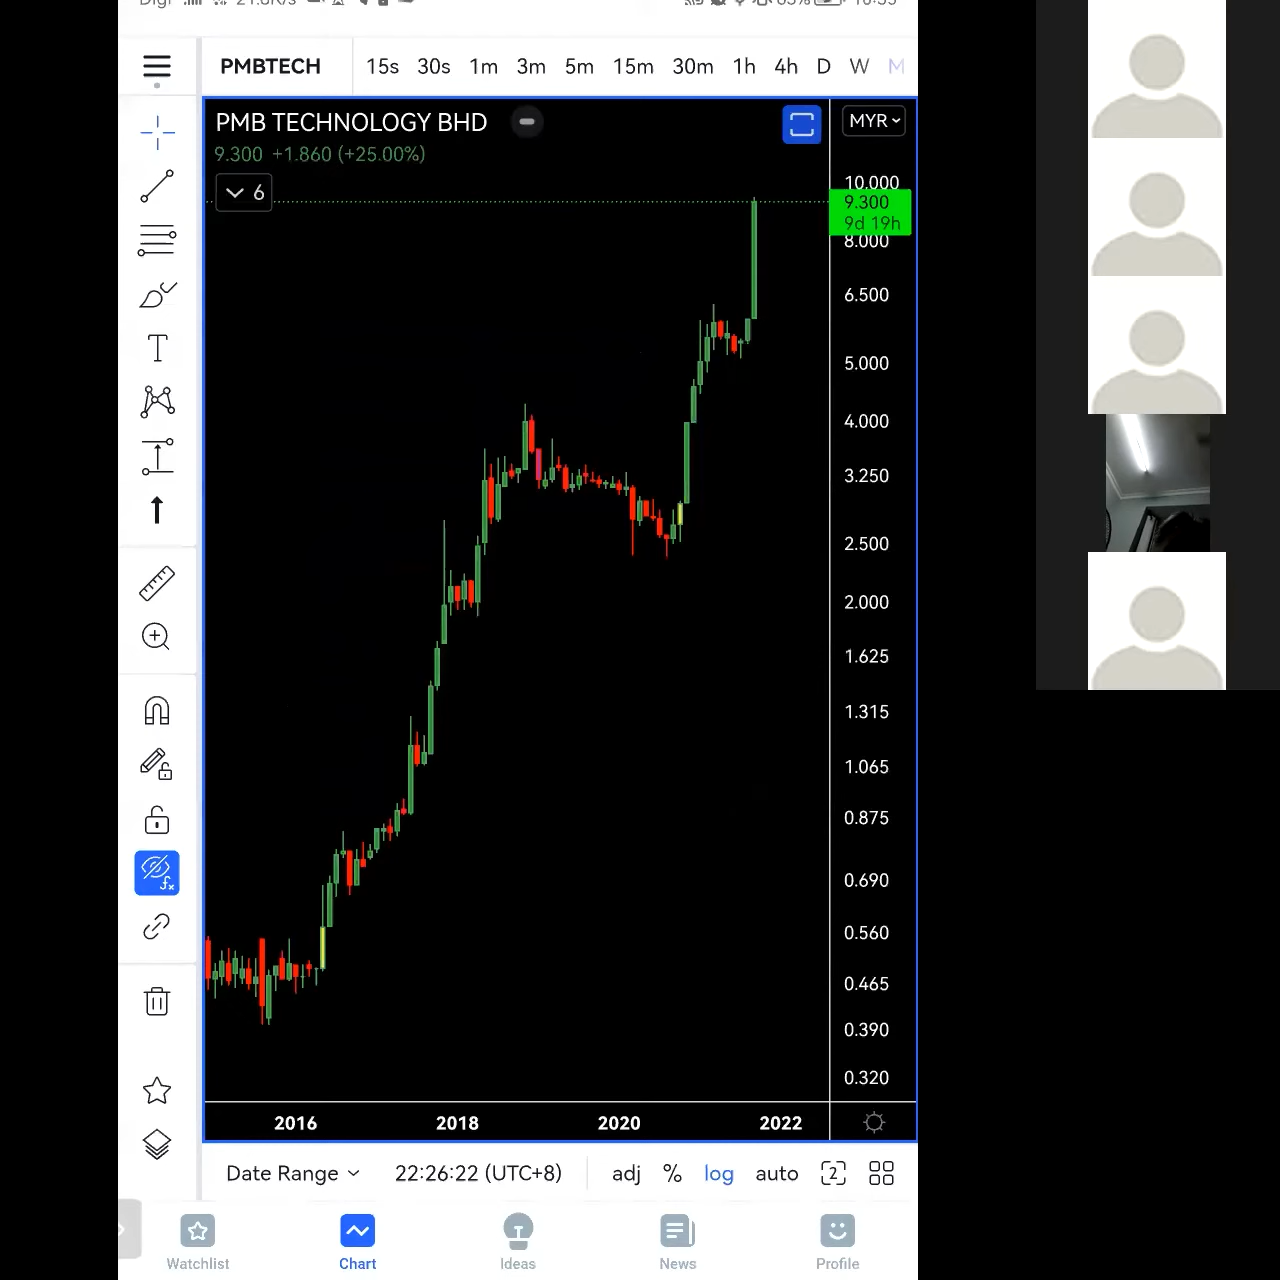 PMBTECH 15s 30s 1m 3m 5m 15m 30m 1h 4h D W M
PMB TECHNOLOGY BHD
MYR
9.300 +1.860 (+25.00%)
6
10.000
9.300
9d 19h
8.000
6.500
5.000
4.000
3.250
2.500
2.000
1.625
1.315
1.065
0.875
0.690
0.560
0.465
0.390
0.320
2016 2018 2020 2022
Date Range 22:26:22 (UTC+8) adj % log auto 2
Watchlist Chart Ideas News Profile